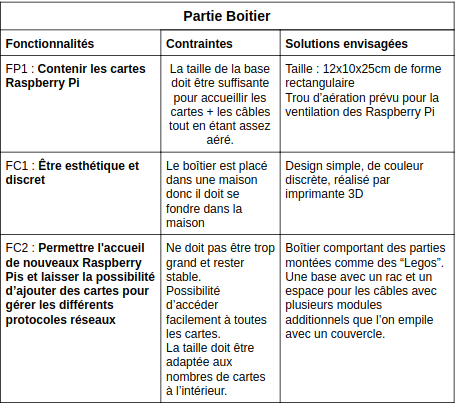 Partie Boitier
Fonctionnalités
Contraintes
Solutions envisagées
FP1 : Contenir les cartes
Raspberry Pi
La taille de la base
doit être suffisante
pour accueillir les
cartes + les câbles
tout en étant assez
aéré.
Taille : 12x10x25cm de forme
rectangulaire
Trou d’aération prévu pour la
ventilation des Raspberry Pi
FC1 : Être esthétique et
discret
Le boîtier est placé
dans une maison
donc il doit se
fondre dans la
maison
Design simple, de couleur
discrète, réalisé par
imprimante 3D
FC2 : Permettre l'accueil
de nouveaux Raspberry
Pis et laisser la possibilité
d’ajouter des cartes pour
gérer les différents
protocoles réseaux
Ne doit pas être trop
grand et rester
stable.
Possibilité
d’accéder
facilement à toutes
les cartes.
La taille doit être
adaptée aux
nombres de cartes
à l’intérieur.
Boîtier comportant des parties
montées comme des “Legos”.
Une base avec un rac et un
espace pour les câbles avec
plusieurs modules
additionnels que l’on empile
avec un couvercle.